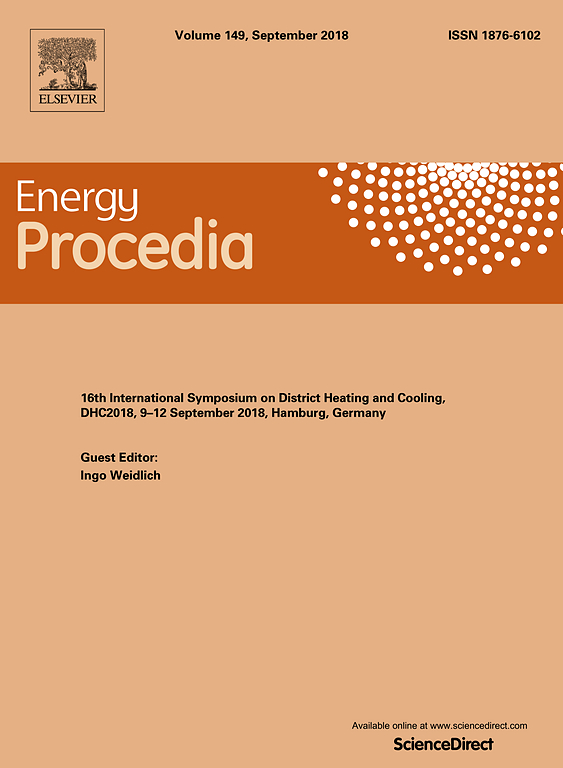 Volume 149, September 2018
ISSN 1876-6102
ELSEVIER
Energy
Procedia
16th International Symposium on District Heating and Cooling,
DHC2018, 9–12 September 2018, Hamburg, Germany
Guest Editor:
Ingo Weidlich
Available online at www.sciencedirect.com
ScienceDirect